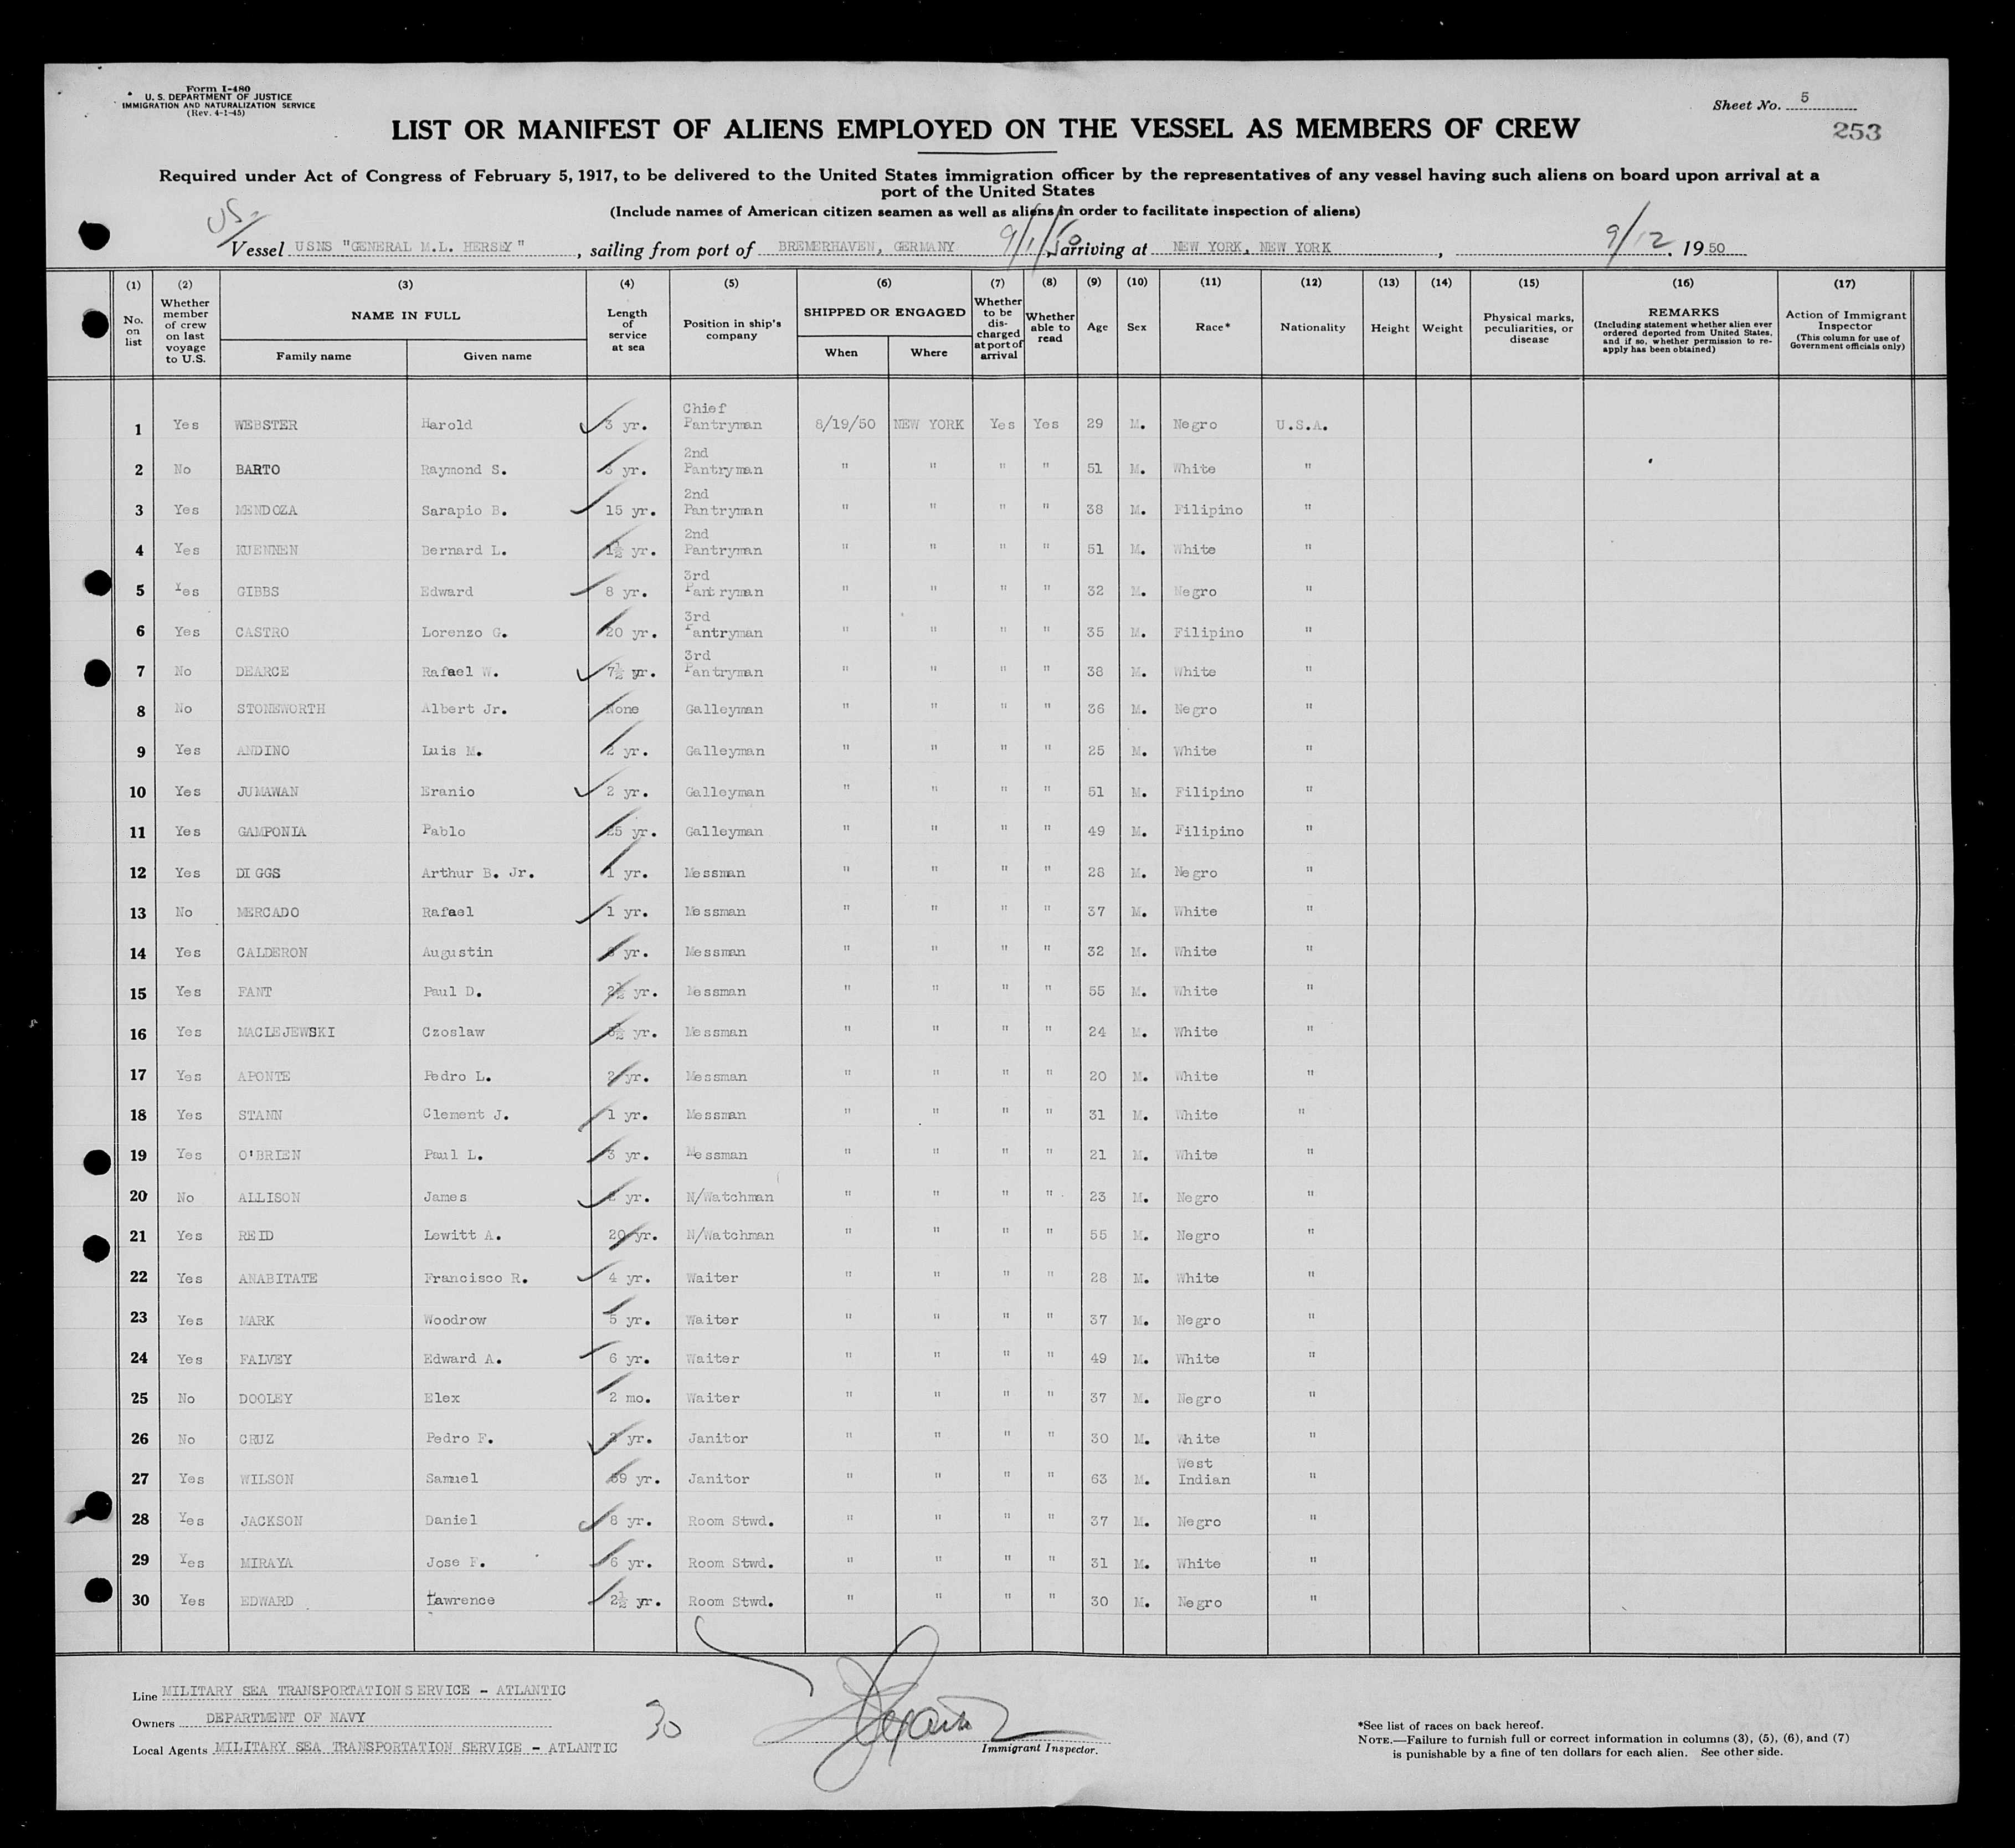 Form I-480
U. S. DEPARTMENT OF JUSTICE
IMMIGRATION AND NATURALIZATION SERVICE
(Rev. 4-1-45)
Sheet No. 5
253
LIST OR MANIFEST OF ALIENS EMPLOYED ON THE VESSEL AS MEMBERS OF CREW
Required under Act of Congress of February 5, 1917, to be delivered to the United States immigration officer by the representatives of any vessel having such aliens on board upon arrival at a
port of the United States
(Include names of American citizen seamen as well as aliens in order to facilitate inspection of aliens)
Vessel USNS "GENERAL M.L. HERSEY", sailing from port of BREMERHAVEN, GERMANY 9/1/50, arriving at NEW YORK, NEW YORK, 9/12, 1950
(1) No. on list (2) Whether member of crew on last voyage to U.S. (3) NAME IN FULL Family name Given name (4) Length of service at sea (5) Position in ship's company (6) SHIPPED OR ENGAGED When Where (7) Whether to be discharged at port of arrival (8) Whether able to read (9) Age (10) Sex (11) Race* (12) Nationality (13) Height (14) Weight (15) Physical marks, peculiarities, or disease (16) REMARKS (Including statement whether alien ever ordered deported from United States, and if so, whether permission to re-apply has been obtained) (17) Action of Immigrant Inspector (This column for use of Government officials only)
1 Yes WEBSTER Harold 3 yr. Chief Pantryman 8/19/50 NEW YORK Yes Yes 29 M. Negro U.S.A.
2 No BARTO Raymond S. yr. 2nd Pantryman " " " " 51 M. White "
3 Yes MENDOZA Sarapio B. 15 yr. 2nd Pantryman " " " " 38 M. Filipino "
4 Yes KUENNEN Bernard L. 1½ yr. 2nd Pantryman " " " " 51 M. White "
5 Yes GIBBS Edward 8 yr. 3rd Pantryman " " " " 32 M. Negro "
6 Yes CASTRO Lorenzo G. 20 yr. 3rd Pantryman " " " " 35 M. Filipino "
7 No DEARCE Rafael W. 7½ yr. 3rd Pantryman " " " " 38 M. White "
8 No STONEWORTH Albert Jr. None Galleyman " " " " 36 M. Negro "
9 Yes ANDINO Luis M. 2 yr. Galleyman " " " " 25 M. White "
10 Yes JUMAWAN Eranio 2 yr. Galleyman " " " " 51 M. Filipino "
11 Yes GAMPONIA Pablo 25 yr. Galleyman " " " " 49 M. Filipino "
12 Yes DIGGS Arthur B. Jr. 1 yr. Messman " " " " 28 M. Negro "
13 No MERCADO Rafael 1 yr. Messman " " " " 37 M. White "
14 Yes CALDERON Augustin yr. Messman " " " " 32 M. White "
15 Yes FANT Paul D. 2½ yr. Messman " " " " 55 M. White "
16 Yes MACLEJEWSKI Czoslaw yr. Messman " " " " 24 M. White "
17 Yes APONTE Pedro L. 2 yr. Messman " " " " 20 M. White "
18 Yes STANN Clement J. 1 yr. Messman " " " " 31 M. White "
19 Yes O'BRIEN Paul L. 3 yr. Messman " " " " 21 M. White "
20 No ALLISON James yr. N/Watchman " " " " 23 M. Negro "
21 Yes REID Lewitt A. 20 yr. N/Watchman " " " " 55 M. Negro "
22 Yes ANABITATE Francisco R. 4 yr. Waiter " " " " 28 M. White "
23 Yes MARK Woodrow 5 yr. Waiter " " " " 37 M. Negro "
24 Yes FALVEY Edward A. 6 yr. Waiter " " " " 49 M. White "
25 No DOOLEY Elex 2 mo. Waiter " " " " 37 M. Negro "
26 No CRUZ Pedro F. yr. Janitor " " " " 30 M. White "
27 Yes WILSON Samuel yr. Janitor " " " " 63 M. West Indian "
28 Yes JACKSON Daniel 8 yr. Room Stwd. " " " " 37 M. Negro "
29 Yes MIRAYA Jose F. 6 yr. Room Stwd. " " " " 31 M. White "
30 Yes EDWARD Lawrence 2½ yr. Room Stwd. " " " " 30 M. Negro "
Line MILITARY SEA TRANSPORTATION SERVICE - ATLANTIC
Owners DEPARTMENT OF NAVY
Local Agents MILITARY SEA TRANSPORTATION SERVICE - ATLANTIC
30
Immigrant Inspector.
*See list of races on back hereof.
NOTE.—Failure to furnish full or correct information in columns (3), (5), (6), and (7)
is punishable by a fine of ten dollars for each alien. See other side.